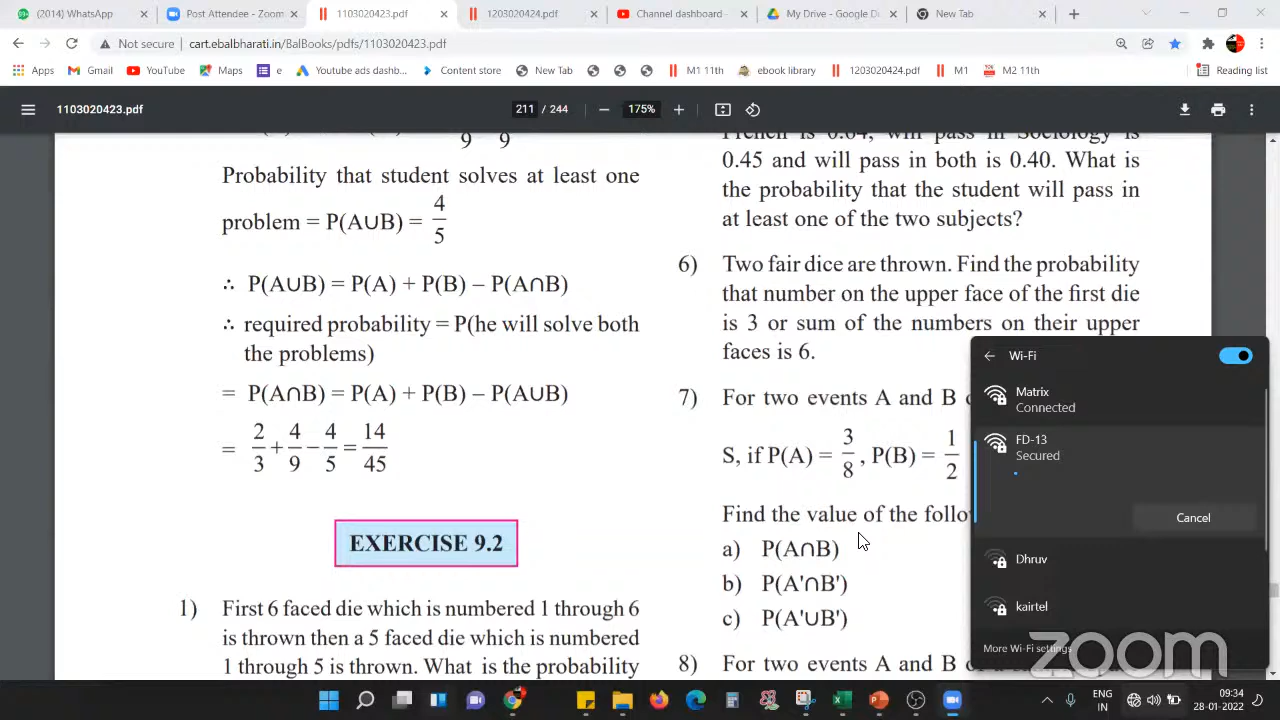 (2014) WhatsApp
Post Attendee - Zoom
1103020423.pdf
1203020424.pdf
Channel dashboard -
My Drive - Google Dr
New Tab
Not secure
cart.ebalbharati.in/BalBooks/pdfs/1103020423.pdf
Apps
Gmail
YouTube
Maps
e
Youtube ads dashb...
Content store
New Tab
M1 11th
ebook library
1203020424.pdf
M1
M2 11th
Reading list
1103020423.pdf
211 / 244
175%
9 9
Probability that student solves at least one
problem = P(A∪B) = 4/5
∴ P(A∪B) = P(A) + P(B) – P(A∩B)
∴ required probability = P(he will solve both
the problems)
= P(A∩B) = P(A) + P(B) – P(A∪B)
= 2/3 + 4/9 – 4/5 = 14/45
EXERCISE 9.2
1) First 6 faced die which is numbered 1 through 6
is thrown then a 5 faced die which is numbered
1 through 5 is thrown. What is the probability
French is 0.64, will pass in Sociology is
0.45 and will pass in both is 0.40. What is
the probability that the student will pass in
at least one of the two subjects?
6) Two fair dice are thrown. Find the probability
that number on the upper face of the first die
is 3 or sum of the numbers on their upper
faces is 6.
7) For two events A and B
S, if P(A) = 3/8, P(B) = 1/2
Find the value of the follo
a) P(A∩B)
b) P(A'∩B')
c) P(A'∪B')
8) For two events A and B
Wi-Fi
Matrix
Connected
FD-13
Secured
Cancel
Dhruv
kairtel
More Wi-Fi settings
zoom
ENG
IN
09:34
28-01-2022